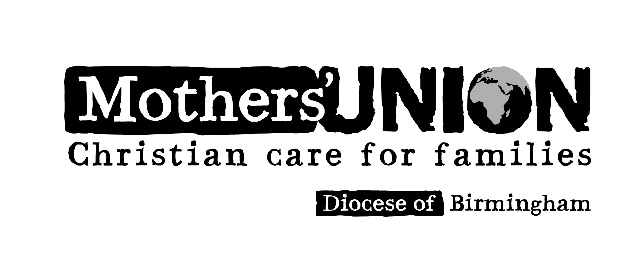 Mothers' UNION
Christian care for families
Diocese of Birmingham